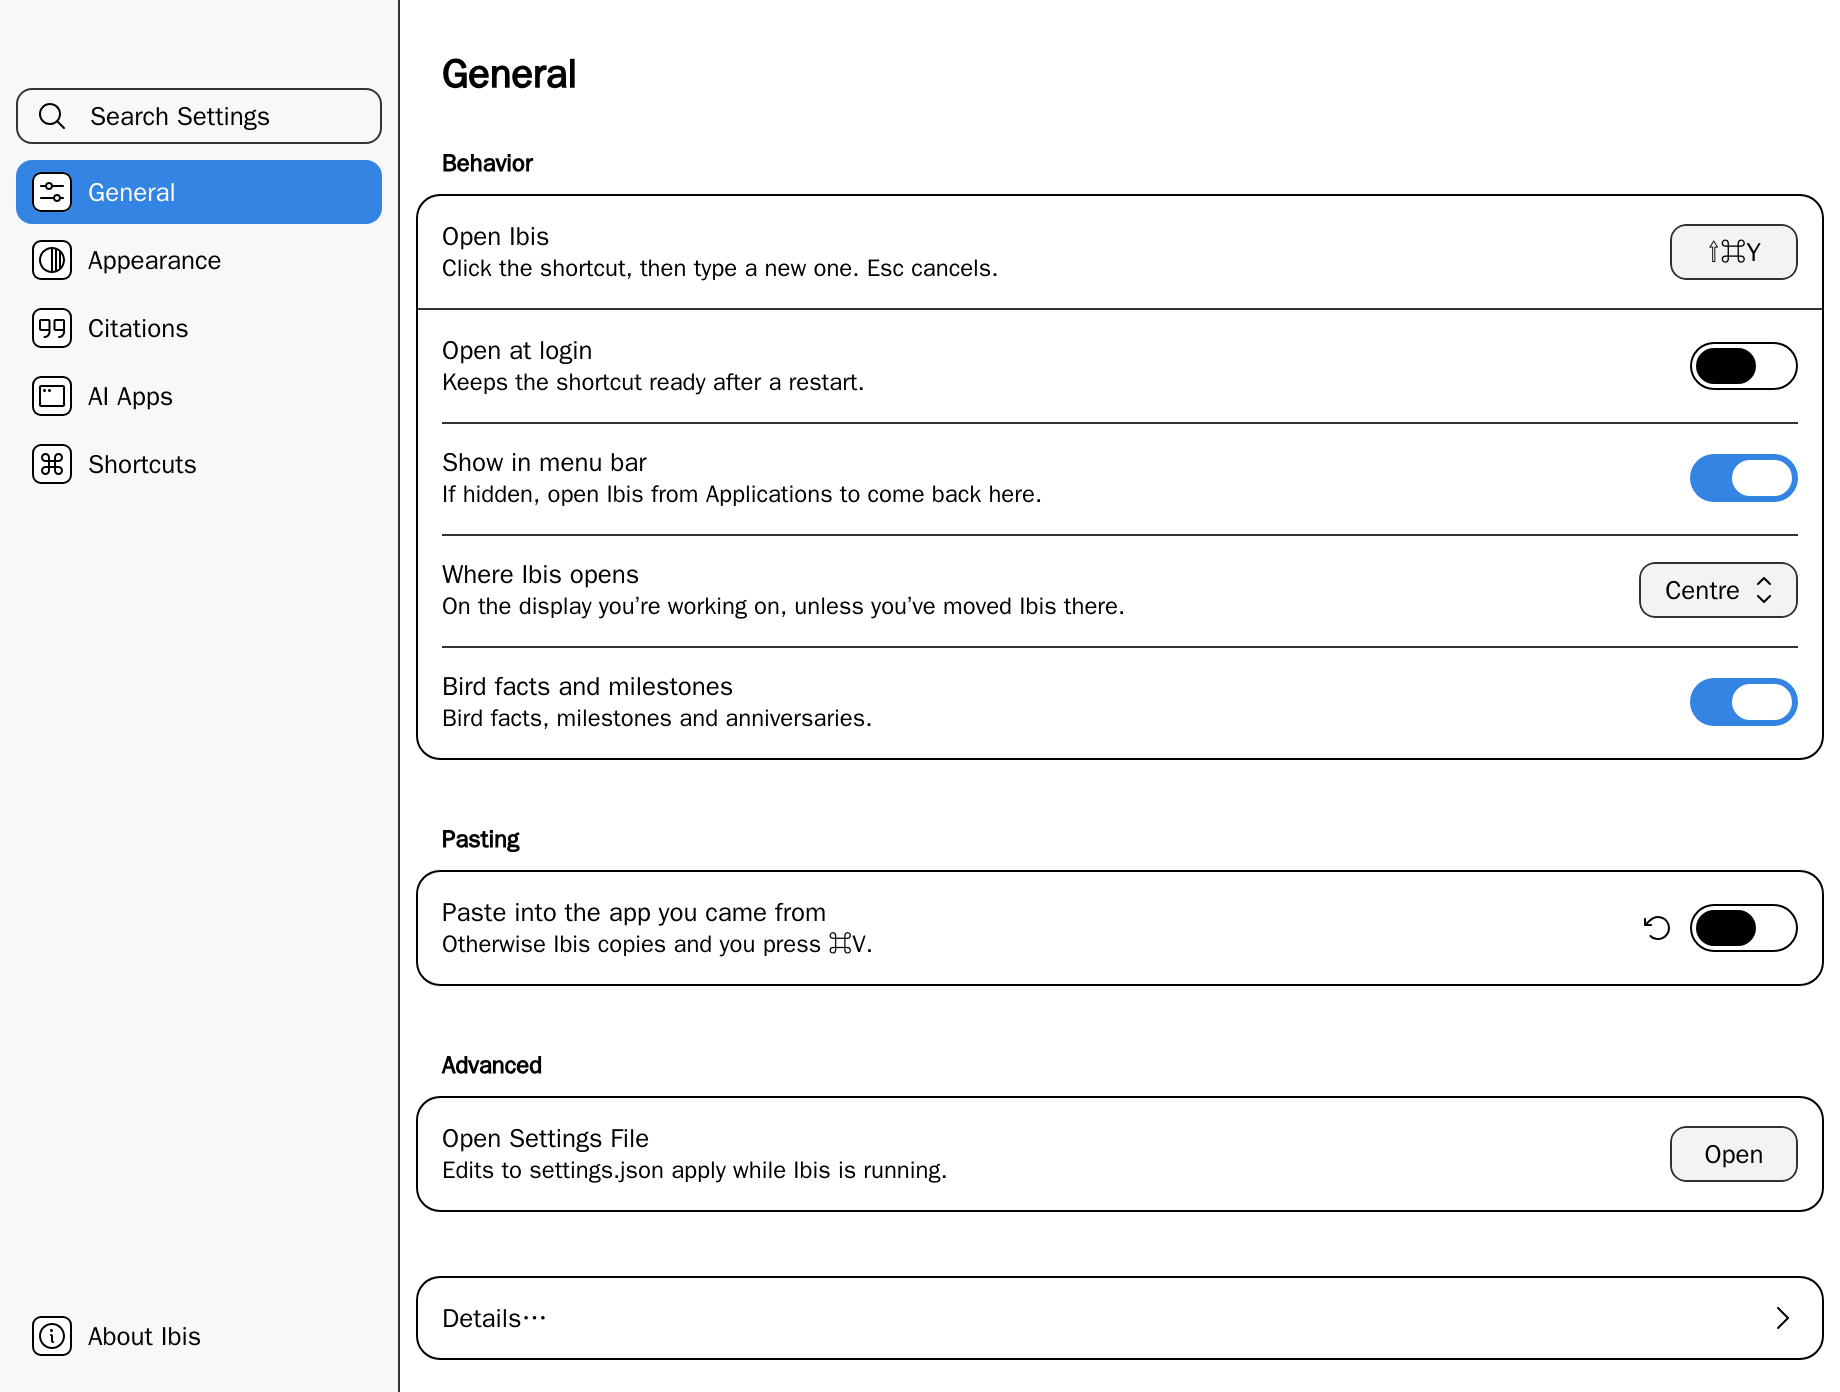 Search Settings
General
Appearance
Citations
AI Apps
Shortcuts
About Ibis
General
Behavior
Open Ibis
Click the shortcut, then type a new one. Esc cancels.
⇧⌘Y
Open at login
Keeps the shortcut ready after a restart.
Show in menu bar
If hidden, open Ibis from Applications to come back here.
Where Ibis opens
On the display you’re working on, unless you’ve moved Ibis there.
Centre
Bird facts and milestones
Bird facts, milestones and anniversaries.
Pasting
Paste into the app you came from
Otherwise Ibis copies and you press ⌘V.
Advanced
Open Settings File
Edits to settings.json apply while Ibis is running.
Open
Details…